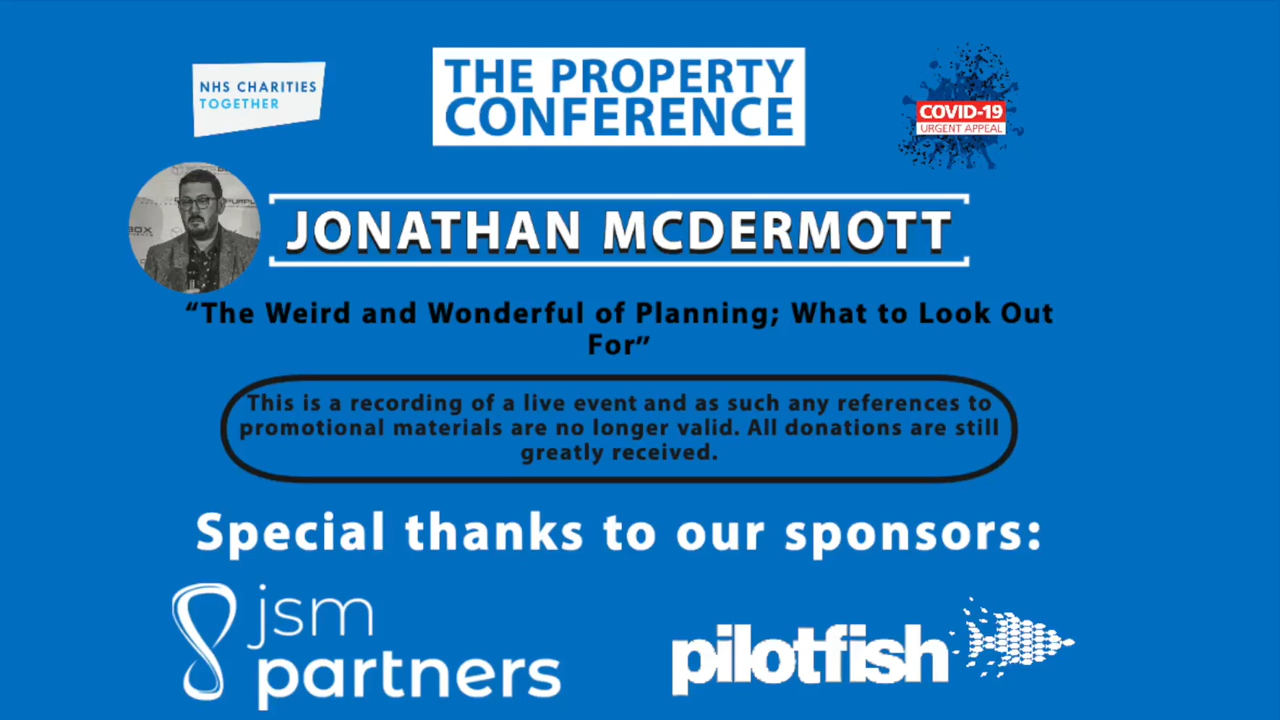 NHS CHARITIES
TOGETHER
THE PROPERTY
CONFERENCE
COVID-19
URGENT APPEAL
JONATHAN MCDERMOTT
“The Weird and Wonderful of Planning; What to Look Out
For”
This is a recording of a live event and as such any references to
promotional materials are no longer valid. All donations are still
greatly received.
Special thanks to our sponsors:
jsm
partners
pilotfish